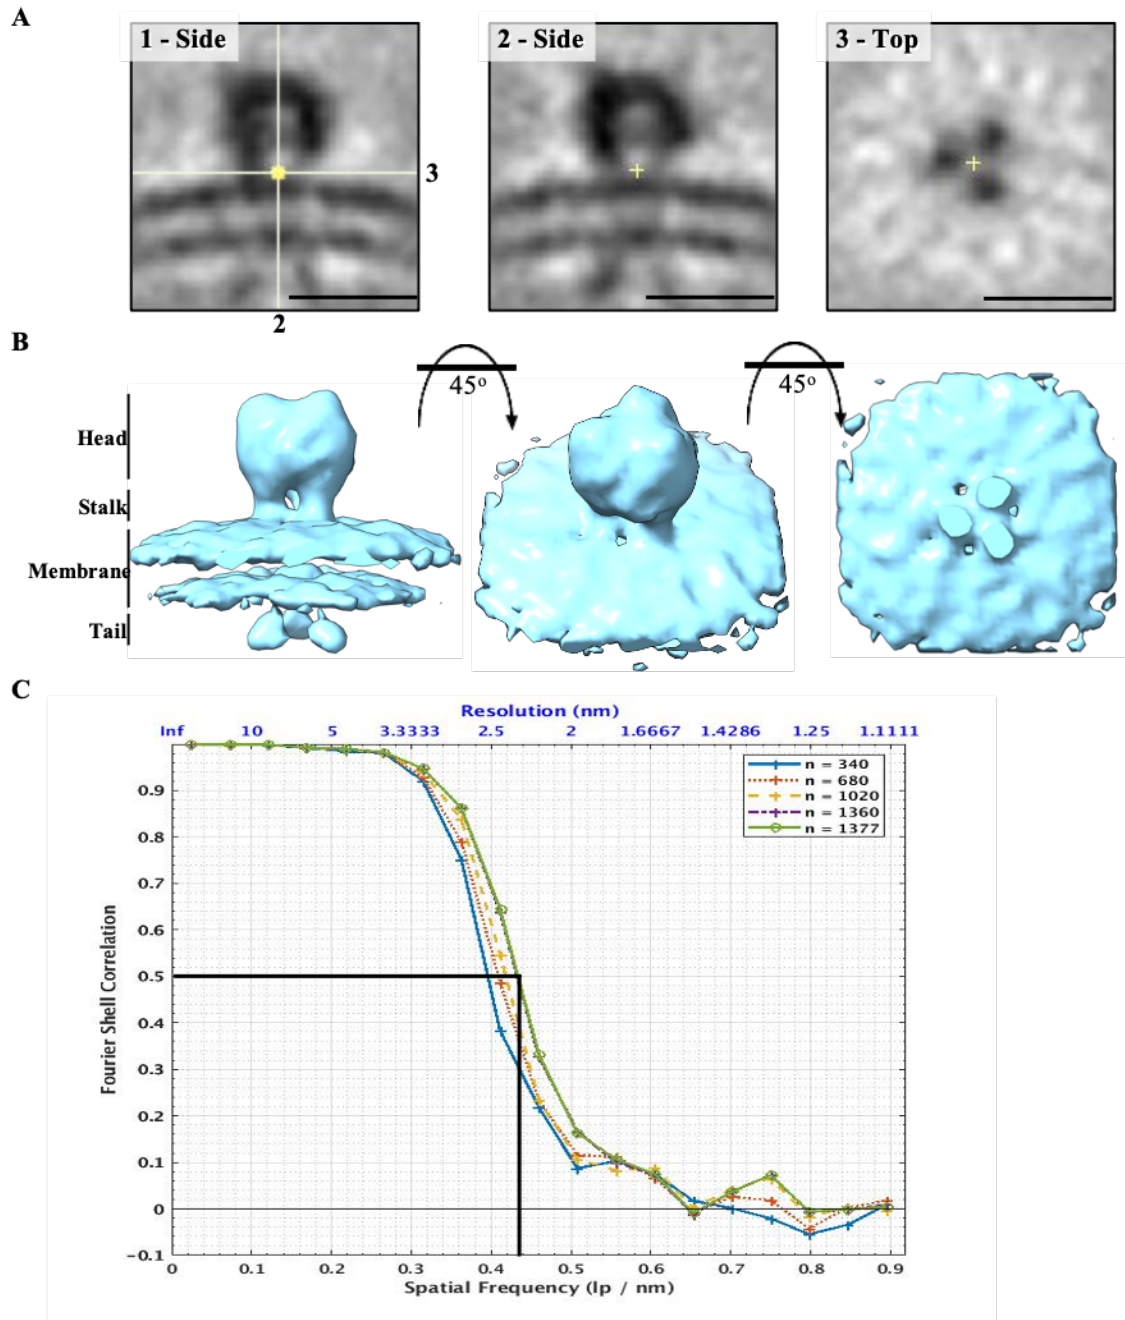 A
1 - Side
2 - Side
3 - Top
3
2
B
45°
45°
Head
Stalk
Membrane
Tail
C
Resolution (nm)
Inf 10 5 3.3333 2.5 2 1.6667 1.4286 1.25 1.1111
n = 340
n = 680
n = 1020
n = 1360
n = 1377
0.9
0.8
0.7
0.6
0.5
0.4
0.3
0.2
0.1
0
-0.1
Fourier Shell Correlation
0 0.1 0.2 0.3 0.4 0.5 0.6 0.7 0.8 0.9
Spatial Frequency (lp / nm)